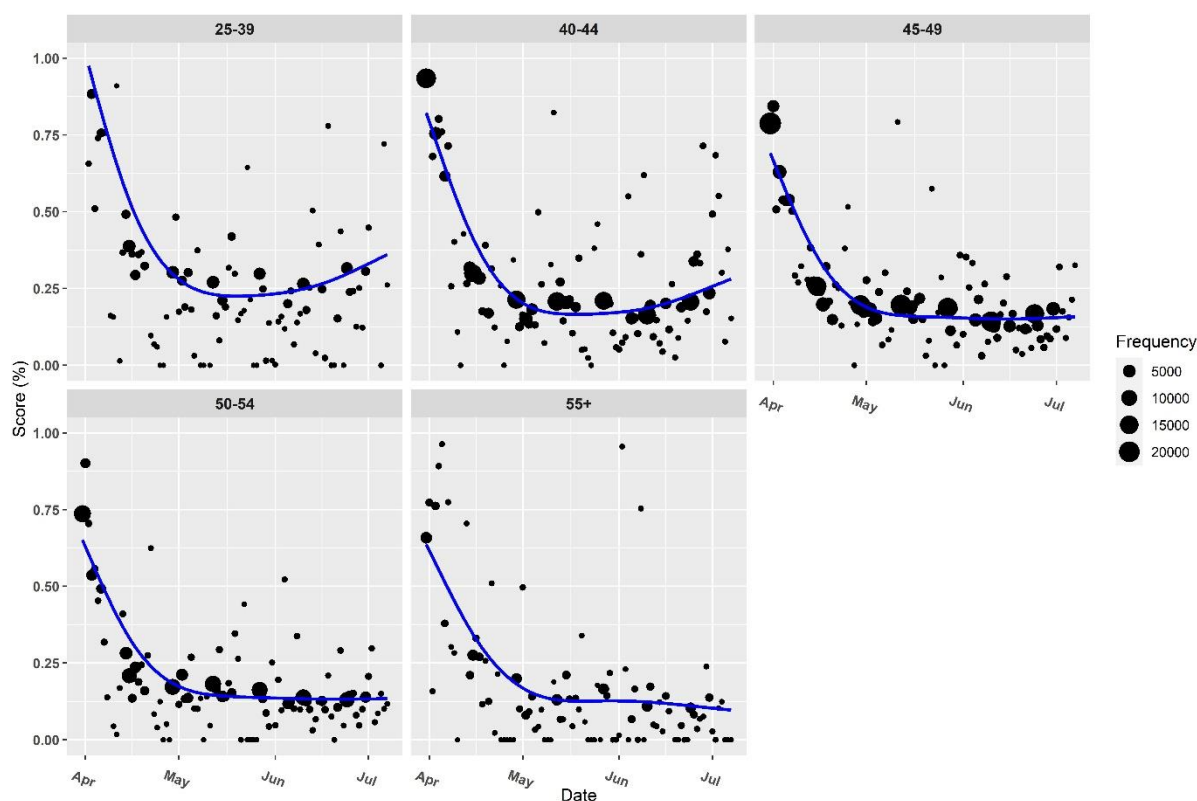 25-39 40-44 45-49
1.00
0.75
0.50
0.25
0.00
Apr May Jun Jul
50-54 55+
1.00
0.75
0.50
0.25
0.00
Apr May Jun Jul Apr May Jun Jul
Score (%)
Date
Frequency
5000
10000
15000
20000